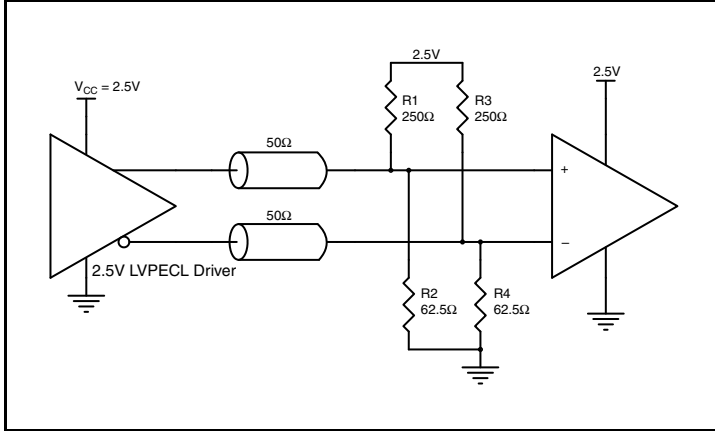 2.5V
V_CC = 2.5V
2.5V
R1
250Ω
R3
250Ω
50Ω
+
50Ω
−
2.5V LVPECL Driver
R2
62.5Ω
R4
62.5Ω